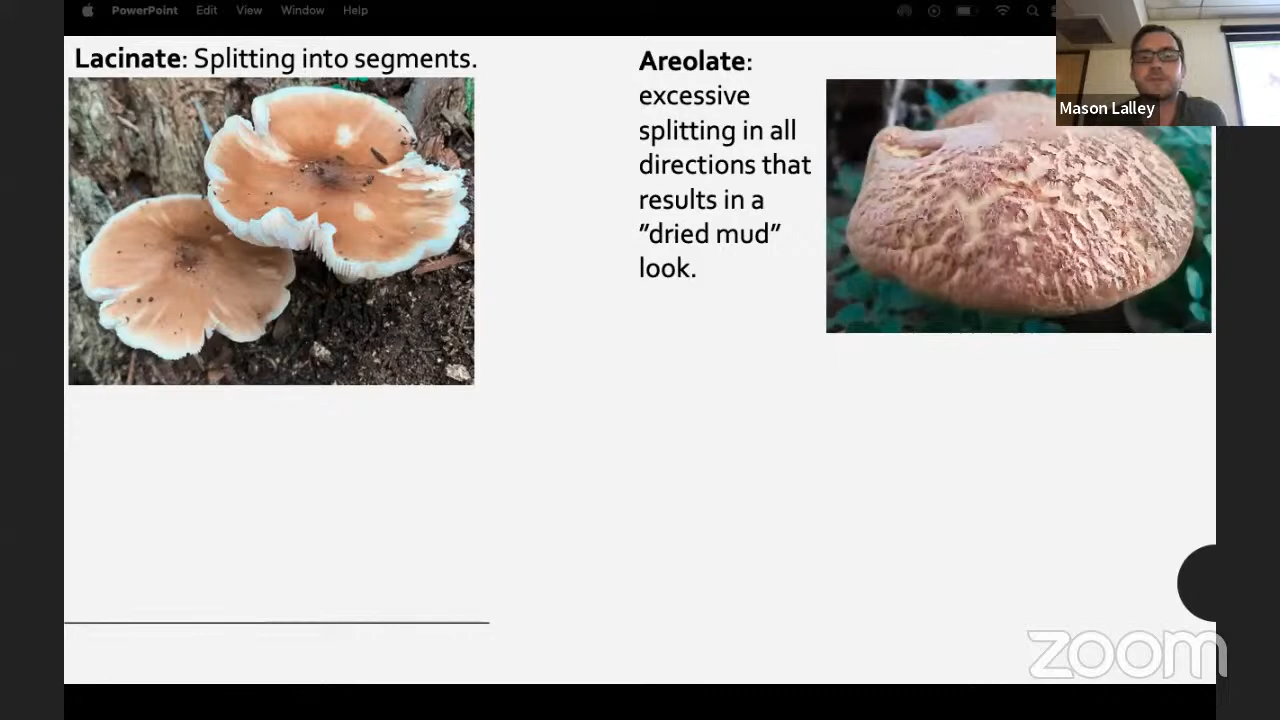 PowerPoint Edit View Window Help
Lacinate: Splitting into segments.
Areolate:
excessive
splitting in all
directions that
results in a
"dried mud"
look.
Mason Lalley
zoom